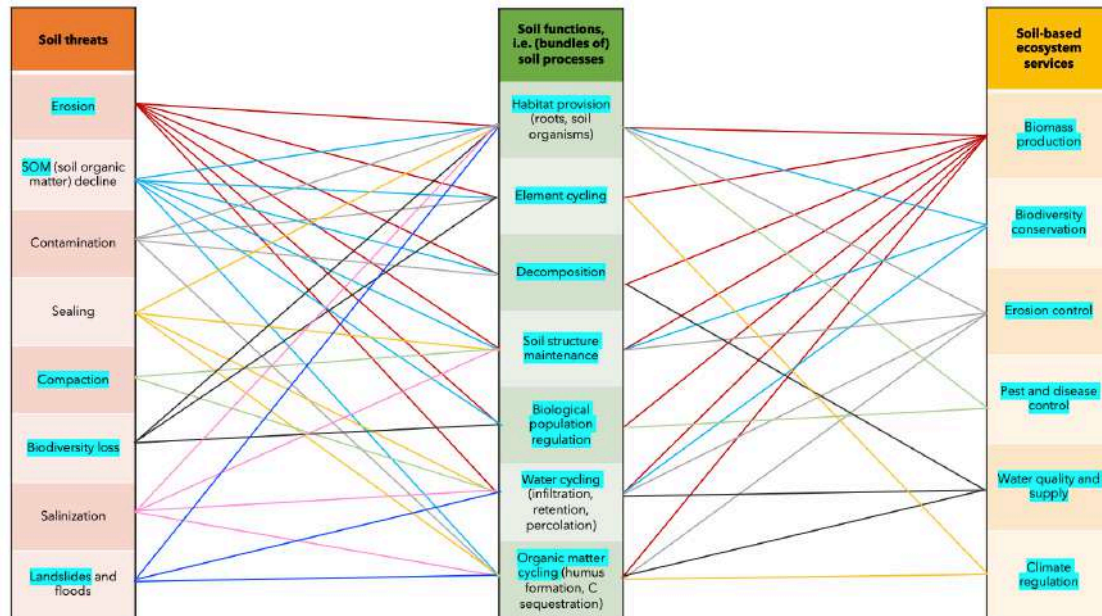 Soil threats
Erosion
SOM (soil organic
matter) decline
Contamination
Sealing
Compaction
Biodiversity loss
Salinization
Landslides and
floods
Soil functions,
i.e. (bundles of)
soil processes
Habitat provision
(roots, soil
organisms)
Element cycling
Decomposition
Soil structure
maintenance
Biological
population
regulation
Water cycling
(infiltration,
retention,
percolation)
Organic matter
cycling (humus
formation, C
sequestration)
Soil-based
ecosystem
services
Biomass
production
Biodiversity
conservation
Erosion control
Pest and disease
control
Water quality and
supply
Climate
regulation